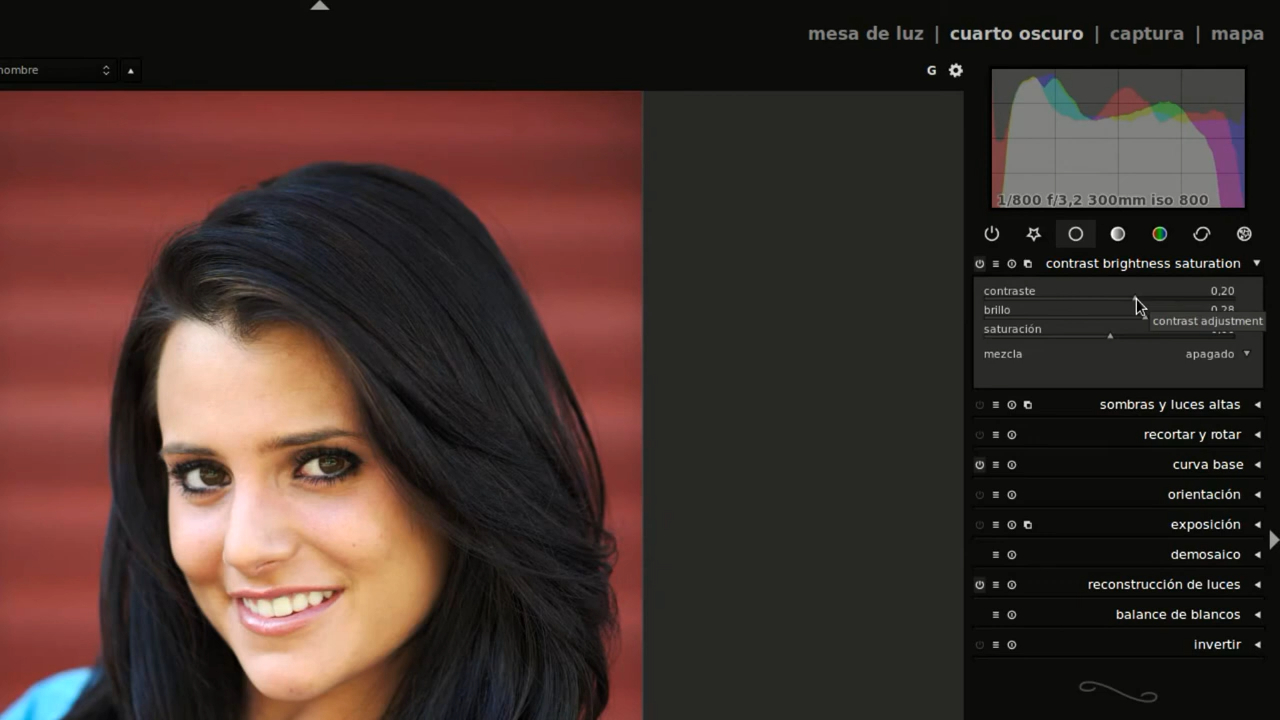 mesa de luz | cuarto oscuro | captura | mapa
nombre
G
1/800 f/3,2 300mm iso 800
contrast brightness saturation
contraste 0,20
brillo 0,28
contrast adjustment
saturación
mezcla apagado
sombras y luces altas
recortar y rotar
curva base
orientación
exposición
demosaico
reconstrucción de luces
balance de blancos
invertir